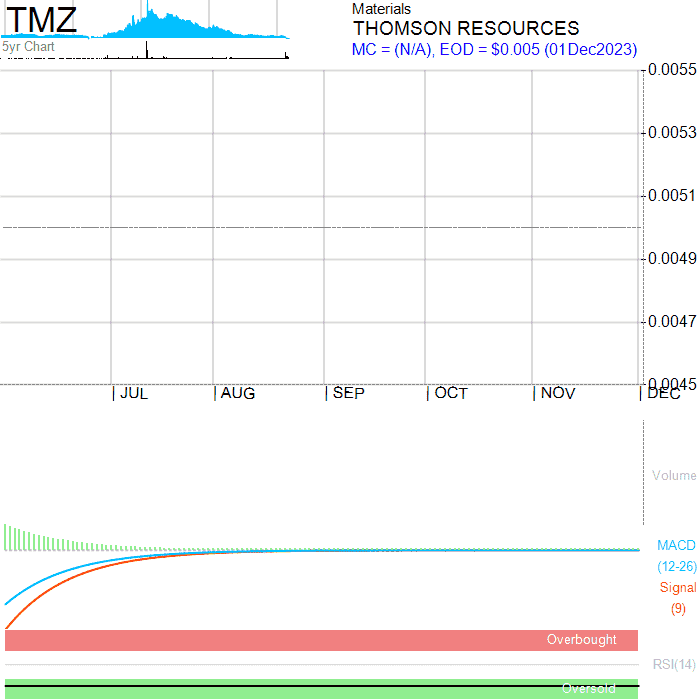 TMZ
5yr Chart
Materials
THOMSON RESOURCES
MC = (N/A), EOD = $0.005 (01Dec2023)
0.0055
0.0053
0.0051
0.0049
0.0047
0.0045
JUL AUG SEP OCT NOV DEC
Volume
MACD
(12-26)
Signal
(9)
Overbought
RSI(14)
Oversold